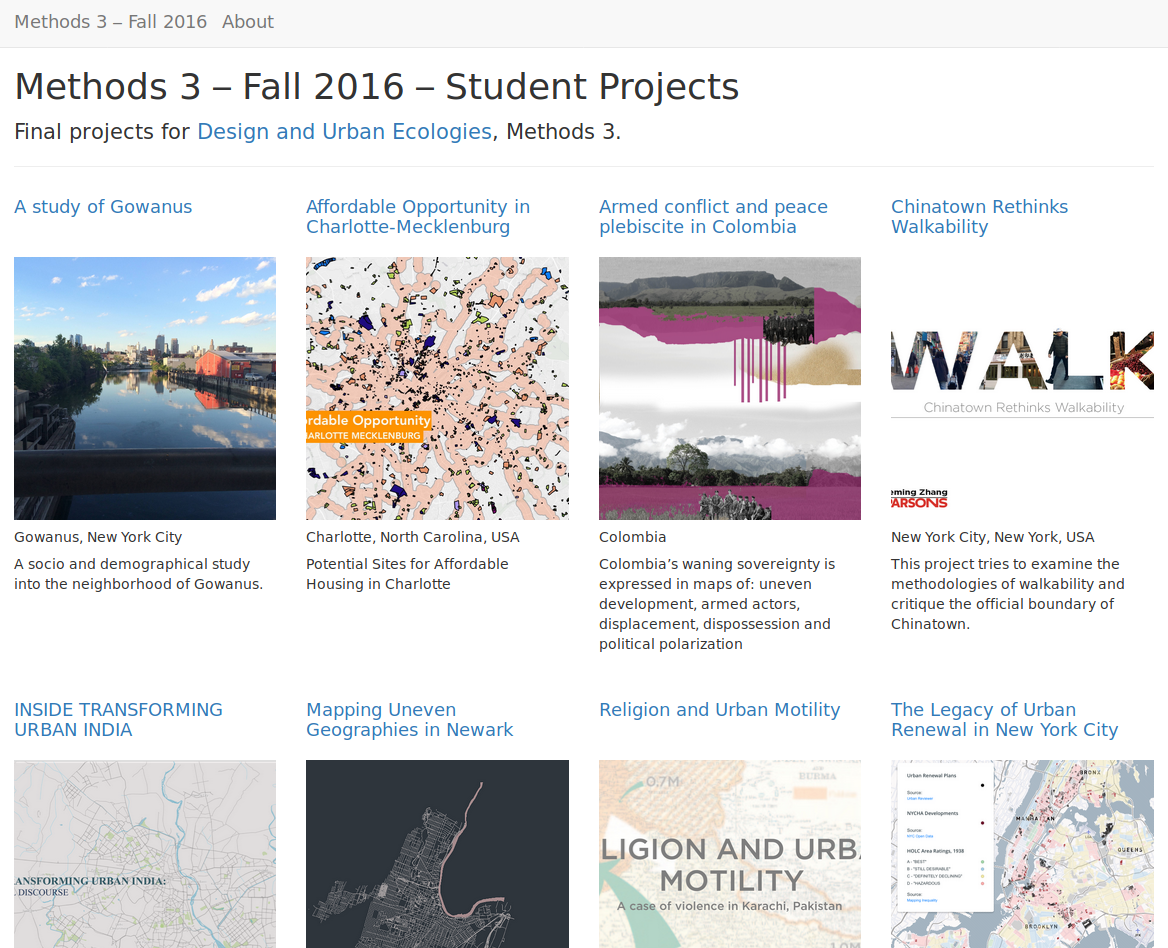 Methods 3 – Fall 2016 About
Methods 3 – Fall 2016 – Student Projects
Final projects for Design and Urban Ecologies, Methods 3.
A study of Gowanus
Affordable Opportunity in
Charlotte-Mecklenburg
Armed conflict and peace
plebiscite in Colombia
Chinatown Rethinks
Walkability
rdable Opportunity
HARLOTTE MECKLENBURG
WALK
Chinatown Rethinks Walkability
eming Zhang
ARSONS
Gowanus, New York City
A socio and demographical study
into the neighborhood of Gowanus.
Charlotte, North Carolina, USA
Potential Sites for Affordable
Housing in Charlotte
Colombia
Colombia’s waning sovereignty is
expressed in maps of: uneven
development, armed actors,
displacement, dispossession and
political polarization
New York City, New York, USA
This project tries to examine the
methodologies of walkability and
critique the official boundary of
Chinatown.
INSIDE TRANSFORMING
URBAN INDIA
Mapping Uneven
Geographies in Newark
Religion and Urban Motility
The Legacy of Urban
Renewal in New York City
ANSFORMING URBAN INDIA:
DISCOURSE
0.7M
BURMA
LIGION AND URBA
MOTILITY
A case of violence in Karachi, Pakistan
1.0M
Urban Renewal Plans
Source:
Urban Reviewer
NYCHA Developments
Source:
NYC Open Data
HOLC Area Ratings, 1938
A - "BEST"
B - "STILL DESIRABLE"
C - "DEFINITELY DECLINING"
D - "HAZARDOUS
Source:
Mapping Inequality
BRONX
MANHATTAN
QUEENS
BROOKLYN